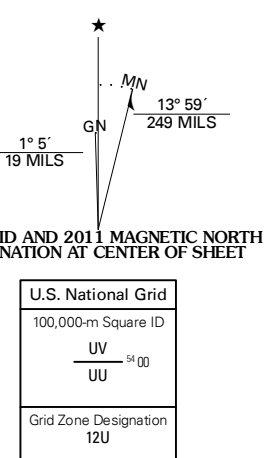 ★
MN
13° 59´
249 MILS
GN
1° 5´
19 MILS
ID AND 2011 MAGNETIC NORTH
NATION AT CENTER OF SHEET
U.S. National Grid
100,000-m Square ID
UV
54 00
UU
Grid Zone Designation
12U